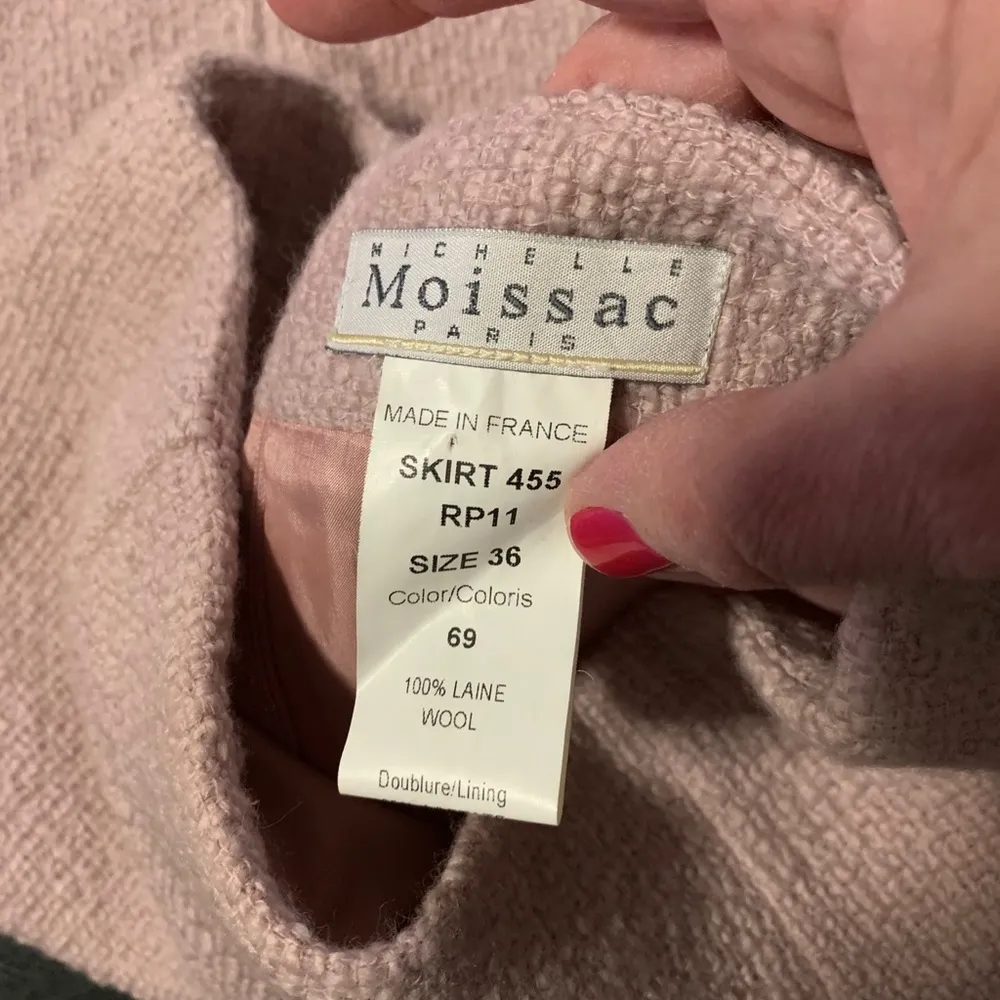 MICHELLE
Moissac
PARIS
MADE IN FRANCE
SKIRT 455
RP11
SIZE 36
Color/Coloris
69
100% LAINE
WOOL
Doublure/Lining